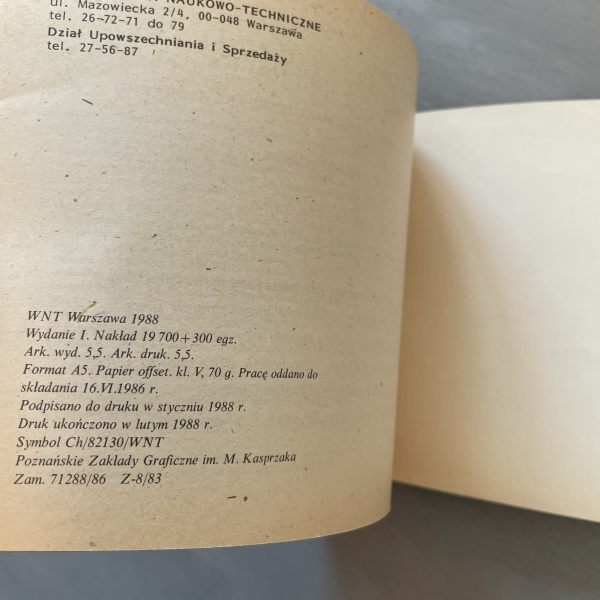 NAUKOWO-TECHNICZNE
ul. Mazowiecka 2/4, 00-048 Warszawa
tel. 26-72-71 do 79
Dział Upowszechniania i Sprzedaży
tel. 27-56-87
WNT Warszawa 1988
Wydanie I. Nakład 19 700+300 egz.
Ark. wyd. 5,5. Ark. druk. 5,5.
Format A5. Papier offset. kl. V, 70 g. Pracę oddano do
składania 16.VI.1986 r.
Podpisano do druku w styczniu 1988 r.
Druk ukończono w lutym 1988 r.
Symbol Ch/82130/WNT
Poznańskie Zakłady Graficzne im. M. Kasprzaka
Zam. 71288/86 Z-8/83